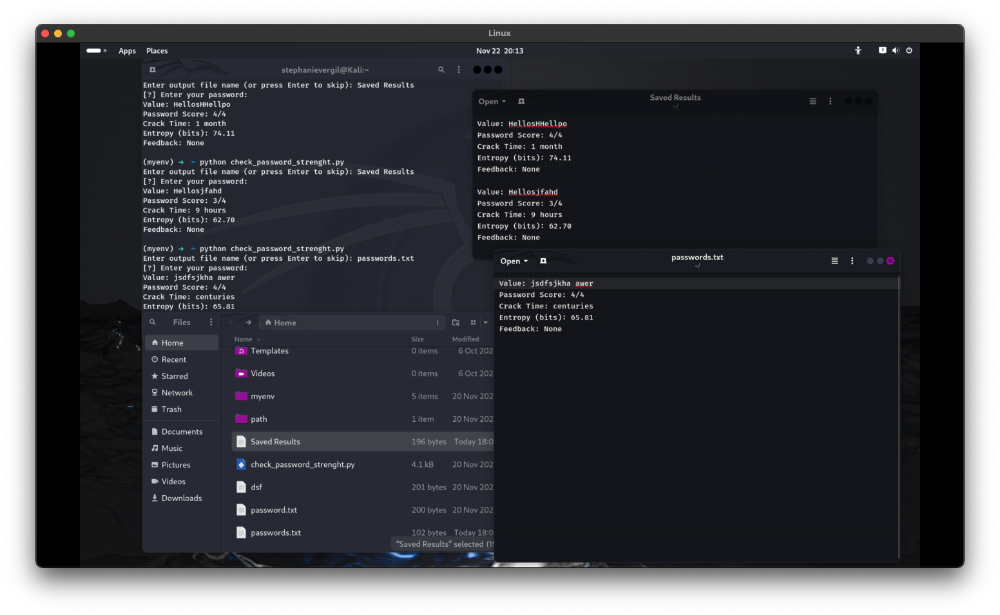 Linux
Apps Places
Nov 22 20:13
stephanievergil@Kali:~
Enter output file name (or press Enter to skip): Saved Results
[?] Enter your password:
Value: HellosHHellpo
Password Score: 4/4
Crack Time: 1 month
Entropy (bits): 74.11
Feedback: None
(myenv) ➜ ~ python check_password_strenght.py
Enter output file name (or press Enter to skip): Saved Results
[?] Enter your password:
Value: Hellosjfahd
Password Score: 3/4
Crack Time: 9 hours
Entropy (bits): 62.70
Feedback: None
(myenv) ➜ ~ python check_password_strenght.py
Enter output file name (or press Enter to skip): passwords.txt
[?] Enter your password:
Value: jsdfsjkha awer
Password Score: 4/4
Crack Time: centuries
Entropy (bits): 65.81
Open
Saved Results
~/
Value: HellosHHellpo
Password Score: 4/4
Crack Time: 1 month
Entropy (bits): 74.11
Feedback: None
Value: Hellosjfahd
Password Score: 3/4
Crack Time: 9 hours
Entropy (bits): 62.70
Feedback: None
Open
passwords.txt
~/
Value: jsdfsjkha awer
Password Score: 4/4
Crack Time: centuries
Entropy (bits): 65.81
Feedback: None
Files
Home
Recent
Starred
Network
Trash
Documents
Music
Pictures
Videos
Downloads
Home
Name Size Modified
Templates 0 items 6 Oct 202
Videos 0 items 6 Oct 202
myenv 5 items 20 Nov 202
path 1 item 20 Nov 202
Saved Results 196 bytes Today 18:0
check_password_strenght.py 4.1 kB 20 Nov 202
dsf 201 bytes 20 Nov 202
password.txt 200 bytes 20 Nov 202
passwords.txt 102 bytes Today 18:0
"Saved Results" selected (19